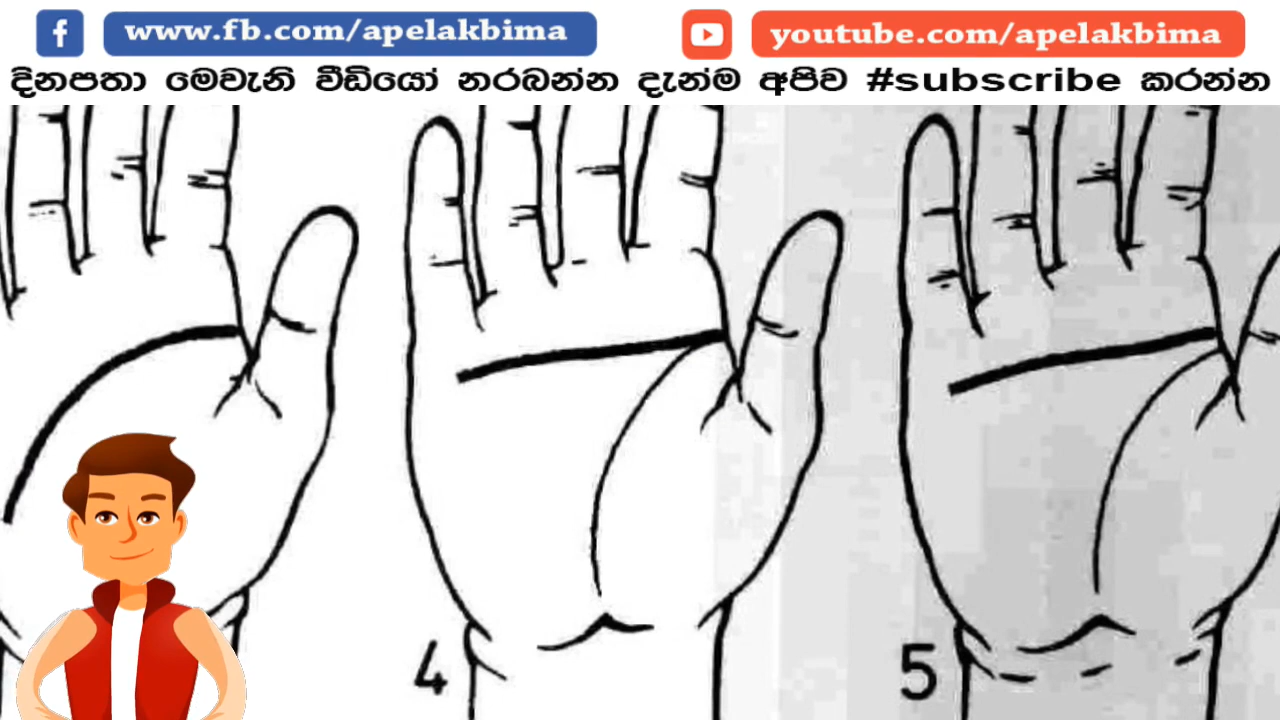 www.fb.com/apelakbima
youtube.com/apelakbima
දිනපතා මෙවැනි වීඩියෝ නරබන්න දැන්ම අපිව #subscribe කරන්න
4
5